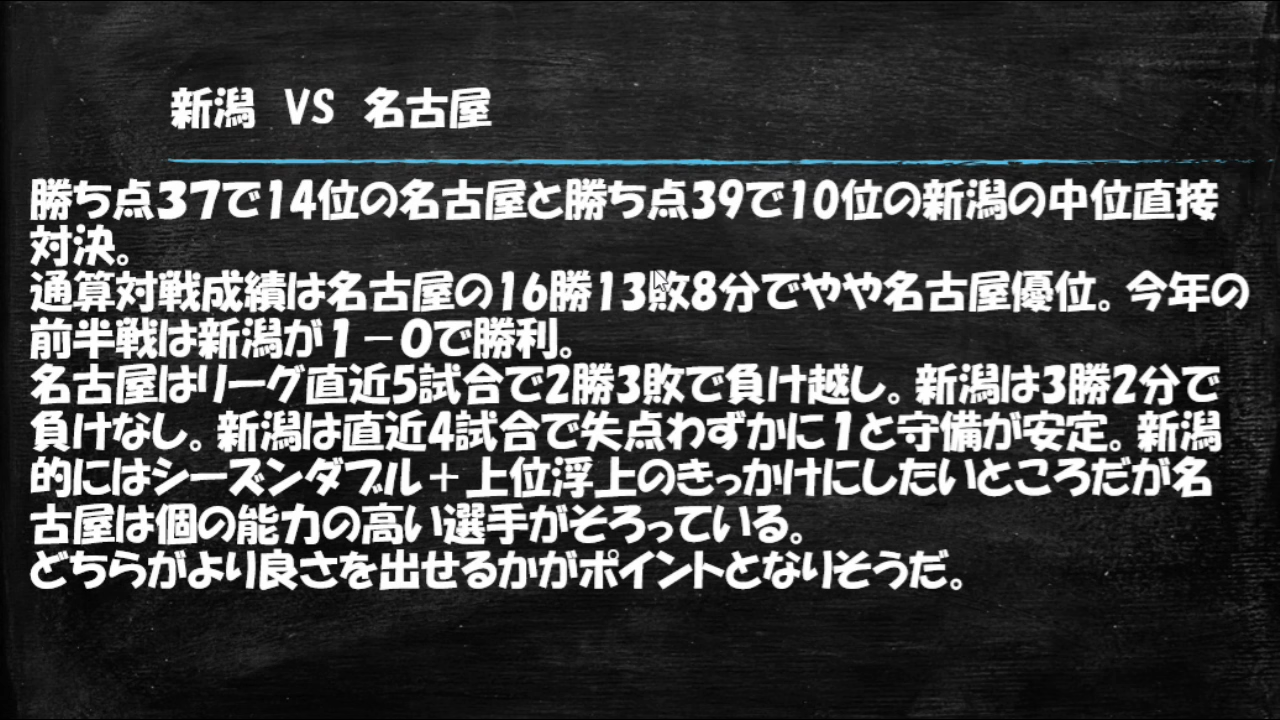 新潟 VS 名古屋
勝ち点３７で14位の名古屋と勝ち点39で10位の新潟の中位直接
対決。
通算対戦成績は名古屋の16勝13敗8分でやや名古屋優位。今年の
前半戦は新潟が１－０で勝利。
名古屋はリーグ直近5試合で2勝3敗で負け越し。新潟は3勝2分で
負けなし。新潟は直近4試合で失点わずかに１と守備が安定。新潟
的にはシーズンダブル＋上位浮上のきっかけにしたいところだが名
古屋は個の能力の高い選手がそろっている。
どちらがより良さを出せるかがポイントとなりそうだ。